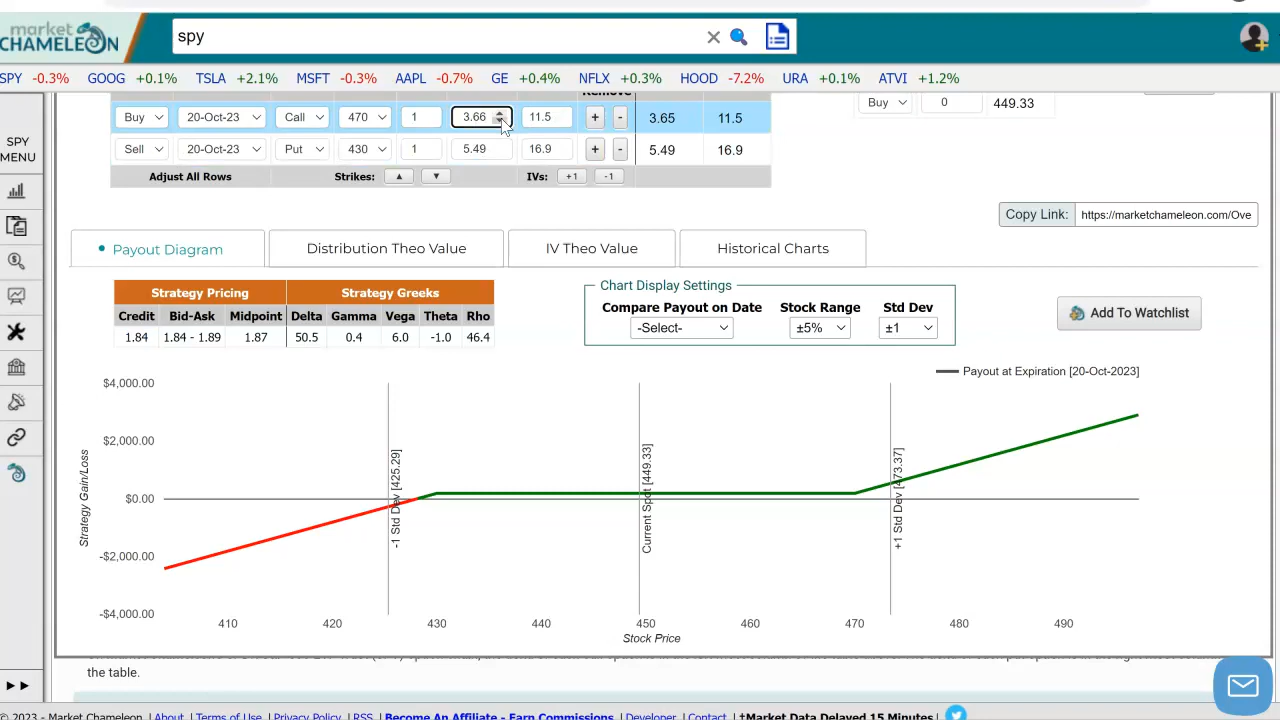 market
CHAMELEON
spy
SPY -0.3% GOOG +0.1% TSLA +2.1% MSFT -0.3% AAPL -0.7% GE +0.4% NFLX +0.3% HOOD -7.2% URA +0.1% ATVI +1.2%
SPY
MENU
Remove
Buy 20-Oct-23 Call 470 1 3.66 11.5 + - 3.65 11.5
Buy 0 449.33
Sell 20-Oct-23 Put 430 1 5.49 16.9 + - 5.49 16.9
Adjust All Rows Strikes: ▲ ▼ IVs: +1 -1
Copy Link: https://marketchameleon.com/Ove
• Payout Diagram Distribution Theo Value IV Theo Value Historical Charts
Strategy Pricing Strategy Greeks
Credit Bid-Ask Midpoint Delta Gamma Vega Theta Rho
1.84 1.84 - 1.89 1.87 50.5 0.4 6.0 -1.0 46.4
Chart Display Settings
Compare Payout on Date Stock Range Std Dev
-Select- ±5% ±1
Add To Watchlist
Payout at Expiration [20-Oct-2023]
$4,000.00
$2,000.00
$0.00
-$2,000.00
-$4,000.00
Strategy Gain/Loss
-1 Std Dev [425.29]
Current Spot [449.33]
+1 Std Dev [473.37]
410 420 430 440 450 460 470 480 490
Stock Price
the table.
© 2023 - Market Chameleon | About | Terms of Use | Privacy Policy | RSS | Become An Affiliate - Earn Commissions | Developer | Contact | †Market Data Delayed 15 Minutes |